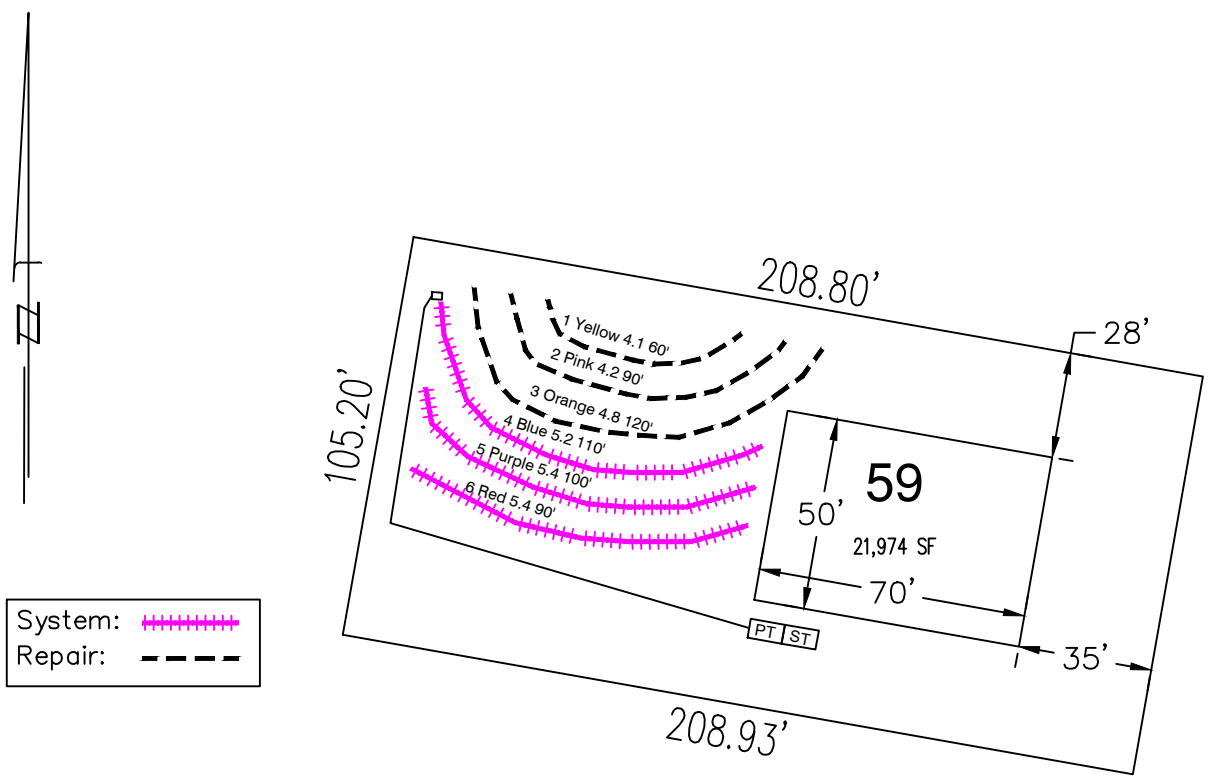 N
208.80'
28'
105.20'
1 Yellow 4.1 60'
2 Pink 4.2 90'
3 Orange 4.8 120'
4 Blue 5.2 110'
5 Purple 5.4 100'
6 Red 5.4 90'
59
50'
21,974 SF
70'
PT ST
35'
System:
Repair:
208.93'